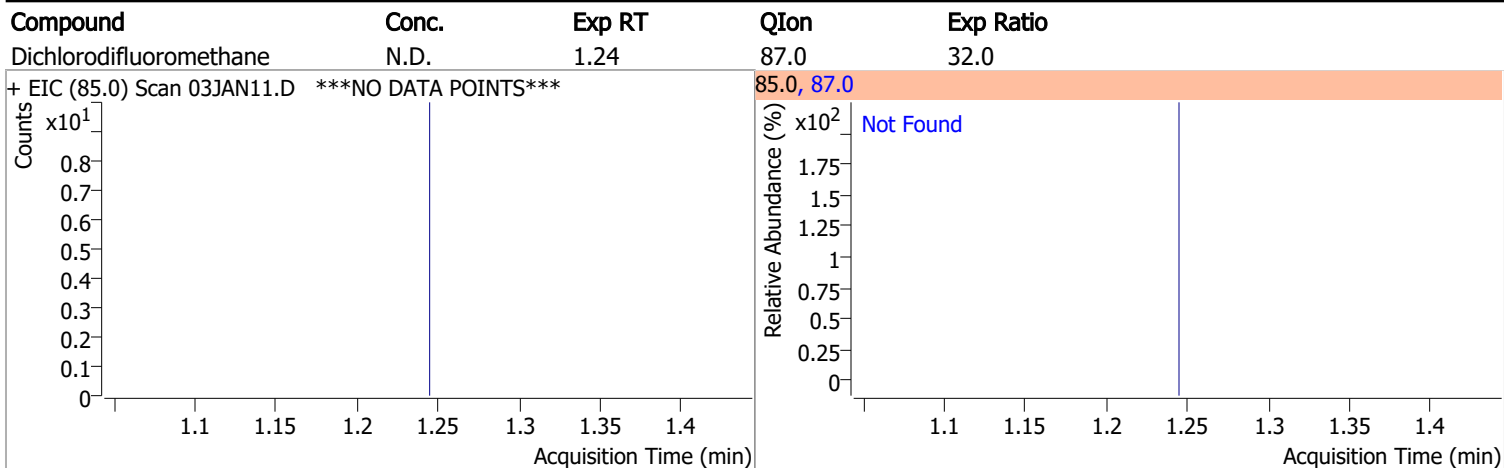 Compound Conc. Exp RT QIon Exp Ratio
Dichlorodifluoromethane N.D. 1.24 87.0 32.0
+ EIC (85.0) Scan 03JAN11.D ***NO DATA POINTS***
Counts
x10¹
0.8
0.7
0.6
0.5
0.4
0.3
0.2
0.1
0
1.1 1.15 1.2 1.25 1.3 1.35 1.4
Acquisition Time (min)
85.0, 87.0
Relative Abundance (%)
x10²
Not Found
1.75
1.5
1.25
1
0.75
0.5
0.25
0
1.1 1.15 1.2 1.25 1.3 1.35 1.4
Acquisition Time (min)